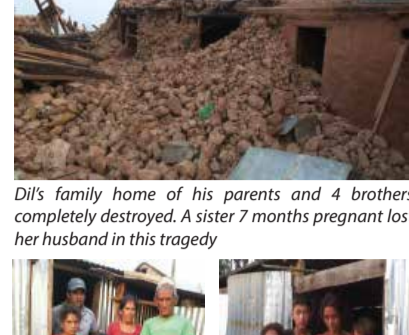 Dil's family home of his parents and 4 brothers
completely destroyed. A sister 7 months pregnant los
her husband in this tragedy